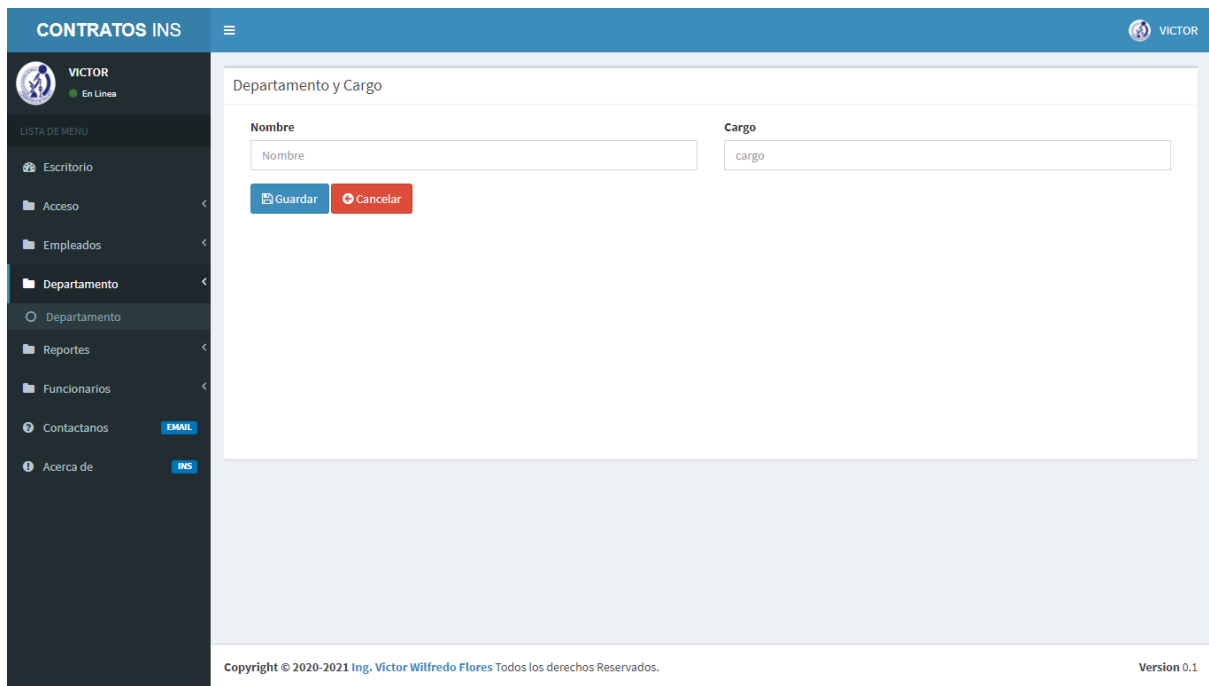 CONTRATOS INS
VICTOR
VICTOR
En Linea
LISTA DE MENU
Escritorio
Acceso
Empleados
Departamento
Departamento
Reportes
Funcionarios
Contactanos EMAIL
Acerca de INS
Departamento y Cargo
Nombre Cargo
Nombre cargo
Guardar Cancelar
Copyright © 2020-2021 Ing. Victor Wilfredo Flores Todos los derechos Reservados. Version 0.1